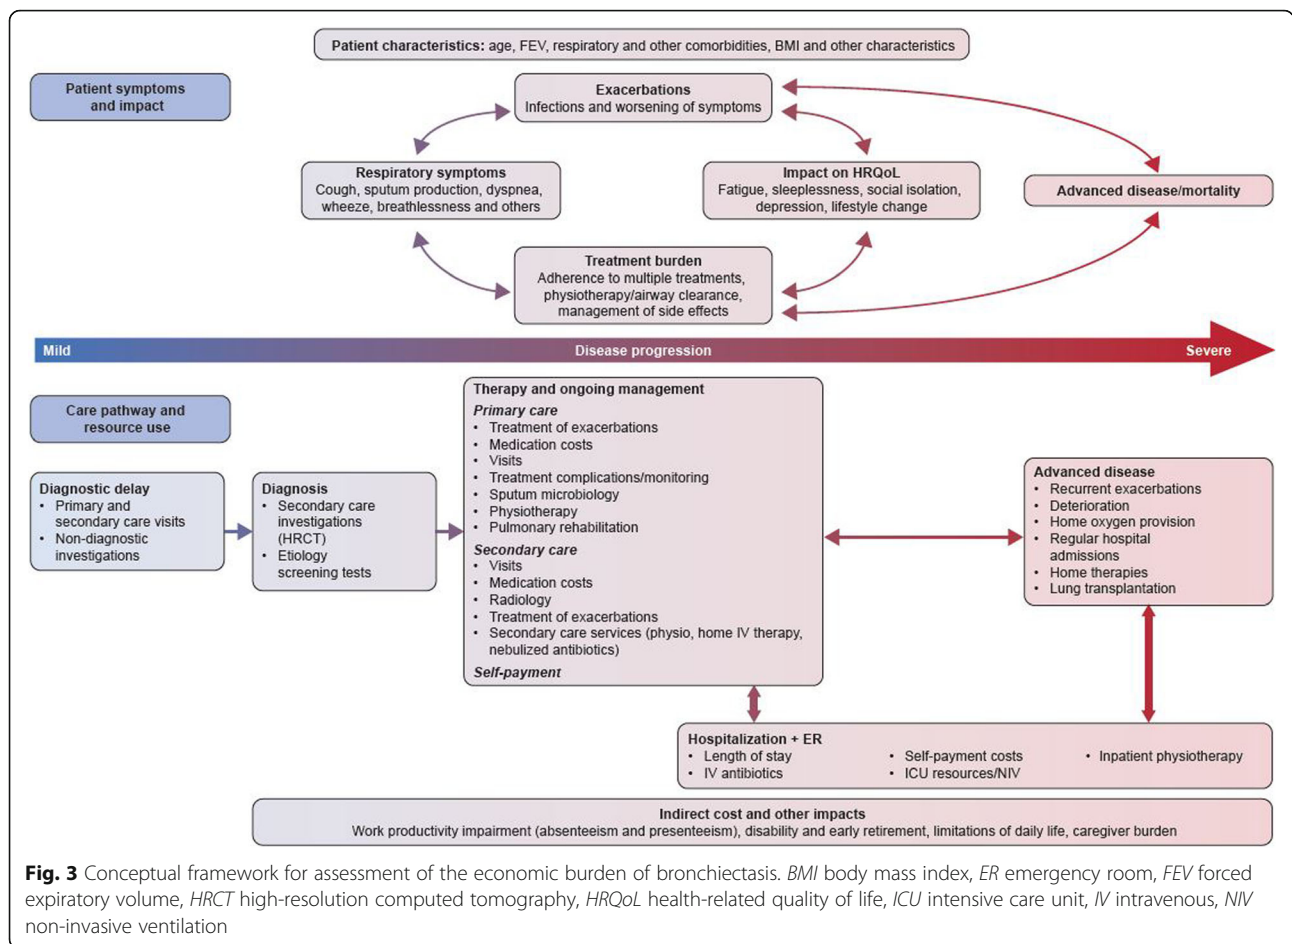 Patient characteristics: age, FEV, respiratory and other comorbidities, BMI and other characteristics
Patient symptoms
and impact
Exacerbations
Infections and worsening of symptoms
Respiratory symptoms
Cough, sputum production, dyspnea,
wheeze, breathlessness and others
Impact on HRQoL
Fatigue, sleeplessness, social isolation,
depression, lifestyle change
Advanced disease/mortality
Treatment burden
Adherence to multiple treatments,
physiotherapy/airway clearance,
management of side effects
Mild
Disease progression
Severe
Care pathway and
resource use
Diagnostic delay
• Primary and
secondary care visits
• Non-diagnostic
investigations
Diagnosis
• Secondary care
investigations
(HRCT)
• Etiology
screening tests
Therapy and ongoing management
Primary care
• Treatment of exacerbations
• Medication costs
• Visits
• Treatment complications/monitoring
• Sputum microbiology
• Physiotherapy
• Pulmonary rehabilitation
Secondary care
• Visits
• Medication costs
• Radiology
• Treatment of exacerbations
• Secondary care services (physio, home IV therapy,
nebulized antibiotics)
Self-payment
Advanced disease
• Recurrent exacerbations
• Deterioration
• Home oxygen provision
• Regular hospital
admissions
• Home therapies
• Lung transplantation
Hospitalization + ER
• Length of stay
• IV antibiotics
• Self-payment costs
• ICU resources/NIV
• Inpatient physiotherapy
Indirect cost and other impacts
Work productivity impairment (absenteeism and presenteeism), disability and early retirement, limitations of daily life, caregiver burden
Fig. 3 Conceptual framework for assessment of the economic burden of bronchiectasis. BMI body mass index, ER emergency room, FEV forced
expiratory volume, HRCT high-resolution computed tomography, HRQoL health-related quality of life, ICU intensive care unit, IV intravenous, NIV
non-invasive ventilation